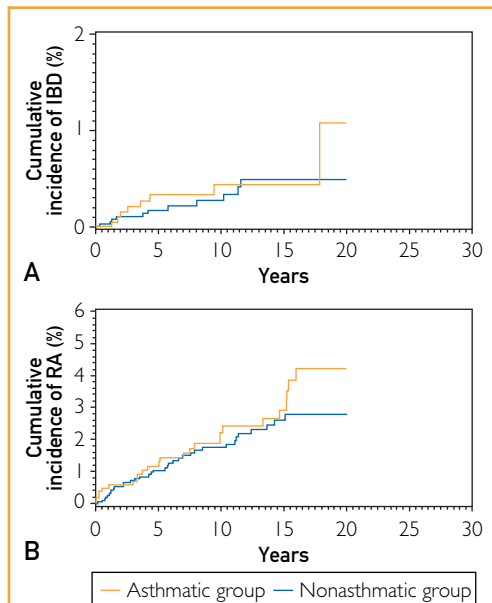 2
1
0
0 5 10 15 20 25 30
Cumulative
incidence of IBD (%)
Years
A
6
5
4
3
2
1
0
0 5 10 15 20 25 30
Cumulative
incidence of RA (%)
Years
B
Asthmatic group Nonasthmatic group